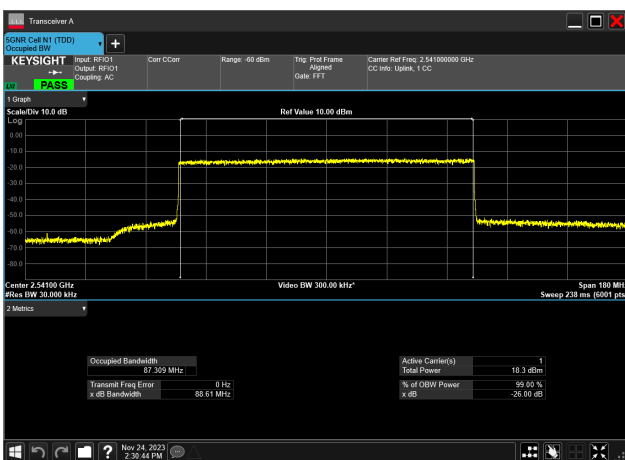 Transceiver A
5GNR Cell N1 (TDD)
Occupied BW
KEYSIGHT
LXI
PASS
Input: RFIO1
Output: RFIO1
Coupling: AC
Corr CCorr
Range: -60 dBm
Trig: Prot Frame
Aligned
Gate: FFT
Carrier Ref Freq: 2.541000000 GHz
CC Info: Uplink, 1 CC
1 Graph
Scale/Div 10.0 dB
Ref Value 10.00 dBm
Log
0.00
-10.0
-20.0
-30.0
-40.0
-50.0
-60.0
-70.0
-80.0
Center 2.54100 GHz
Video BW 300.00 kHz*
Span 180 MH
#Res BW 30.000 kHz
Sweep 238 ms (6001 pts
2 Metrics
Occupied Bandwidth
87.309 MHz
Transmit Freq Error 0 Hz
x dB Bandwidth 88.61 MHz
Active Carrier(s) 1
Total Power 18.3 dBm
% of OBW Power 99.00 %
x dB -26.00 dB
?
Nov 24, 2023
2:30:44 PM